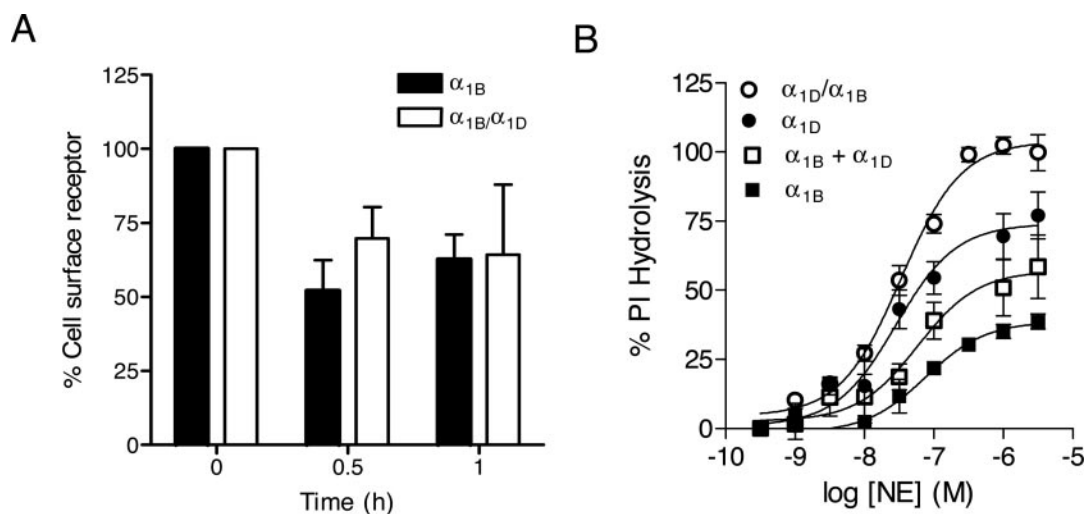 A
% Cell surface receptor
125
100
75
50
25
0
α1B
α1B/α1D
0
0.5
1
Time (h)
B
% PI Hydrolysis
125
100
75
50
25
0
α1D/α1B
α1D
α1B + α1D
α1B
-10
-9
-8
-7
-6
-5
log [NE] (M)